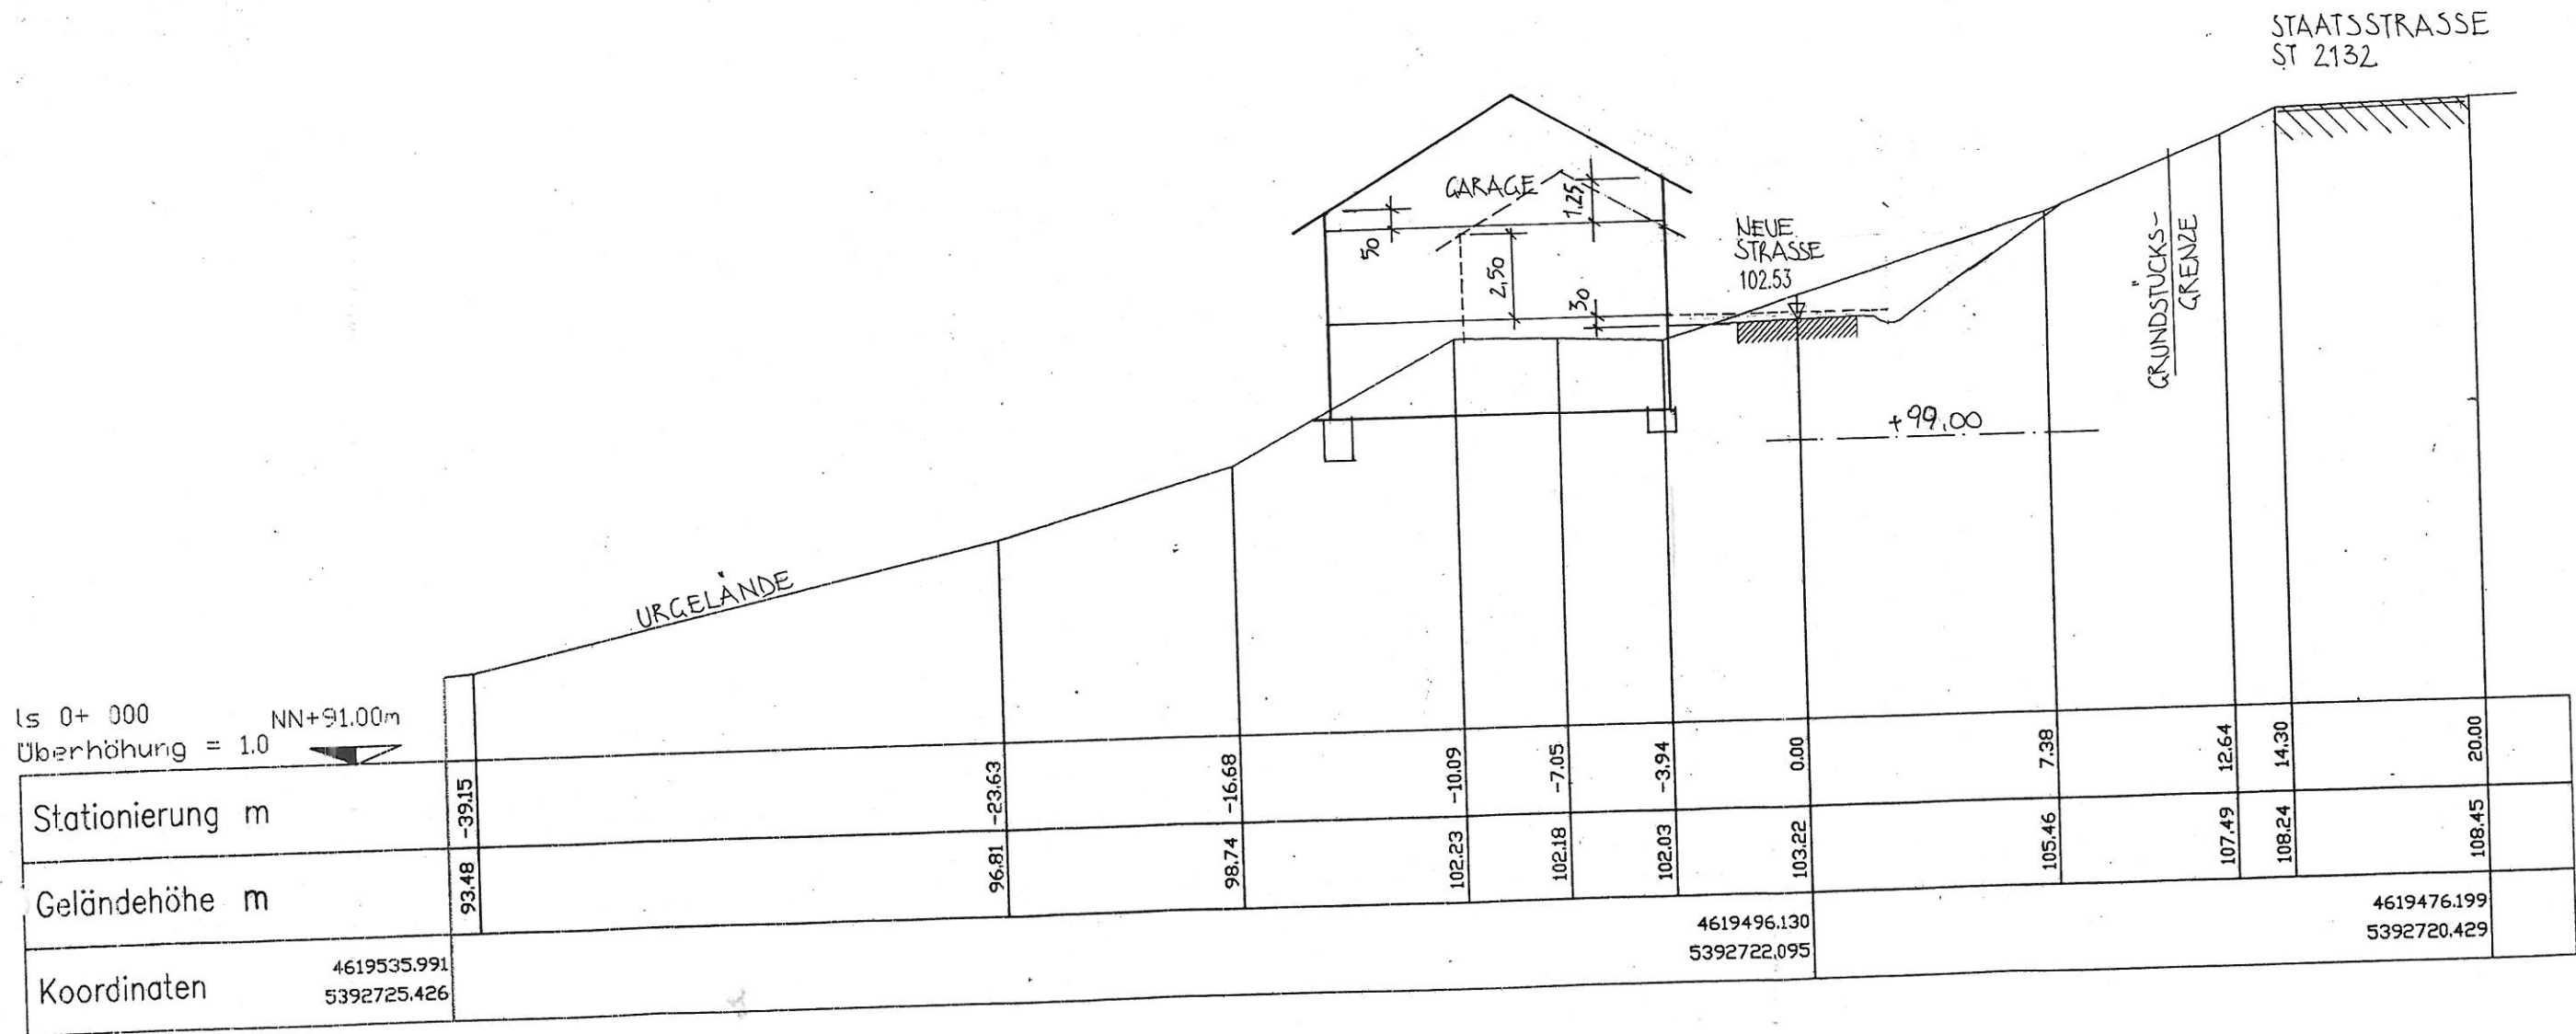 STAATSSTRASSE
ST 2132
GARAGE
1.25
50
2,50
30
NEUE
STRASSE
102.53
GRUNDSTÜCKS-
GRENZE
+99.00
URGELÄNDE
ls 0+ 000
NN+91.00m
Überhöhung = 1.0
Stationierung m
-39.15
-23.63
-16.68
-10.09
-7.05
-3.94
0.00
7.38
12.64
14.30
20.00
Geländehöhe m
93.48
96.81
98.74
102.23
102.18
102.03
103.22
105.46
107.49
108.24
108.45
Koordinaten
4619535.991
5392725.426
4619496.130
5392722.095
4619476.199
5392720.429